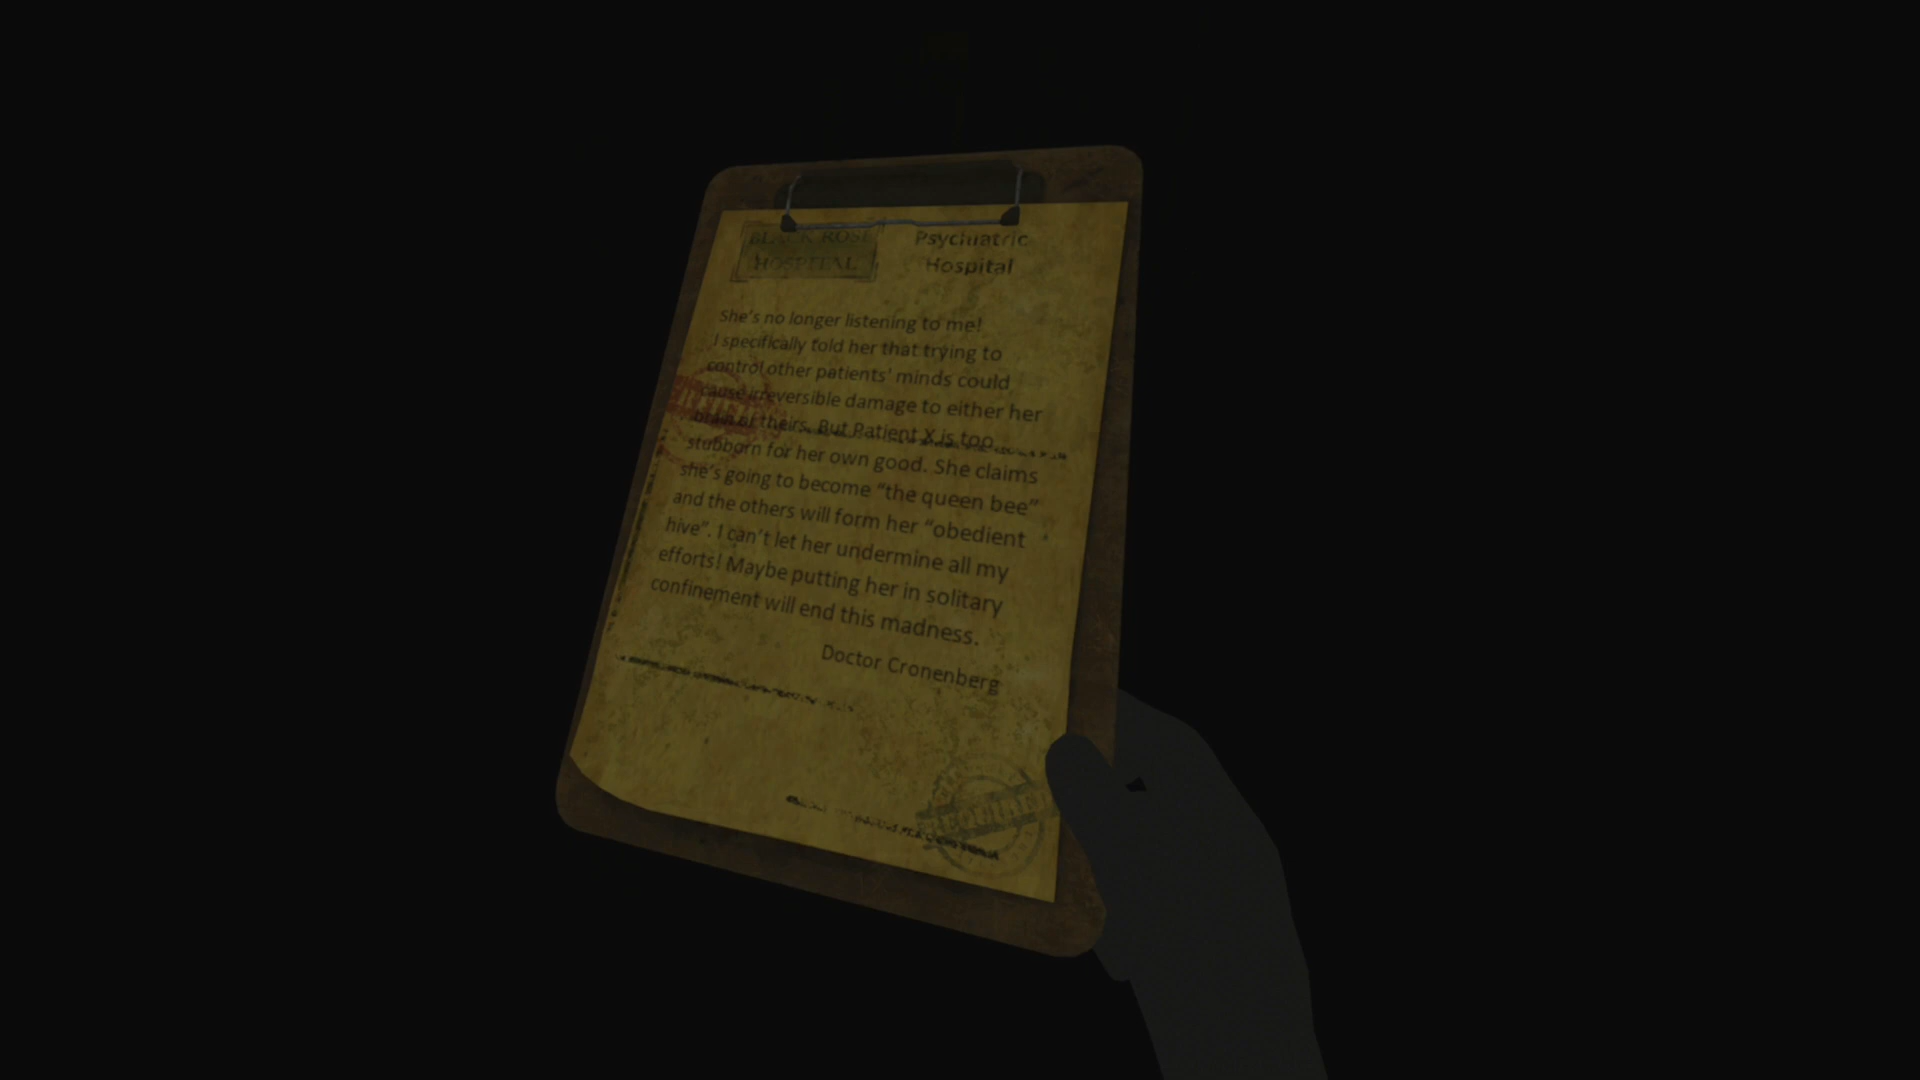 BLACK ROSE
HOSPITAL
Psychiatric
Hospital
She's no longer listening to me!
I specifically told her that trying to
control other patients' minds could
cause irreversible damage to either her
brain or theirs. But Patient X is too
stubborn for her own good. She claims
she's going to become "the queen bee"
and the others will form her "obedient
hive". I can't let her undermine all my
efforts! Maybe putting her in solitary
confinement will end this madness.
Doctor Cronenberg